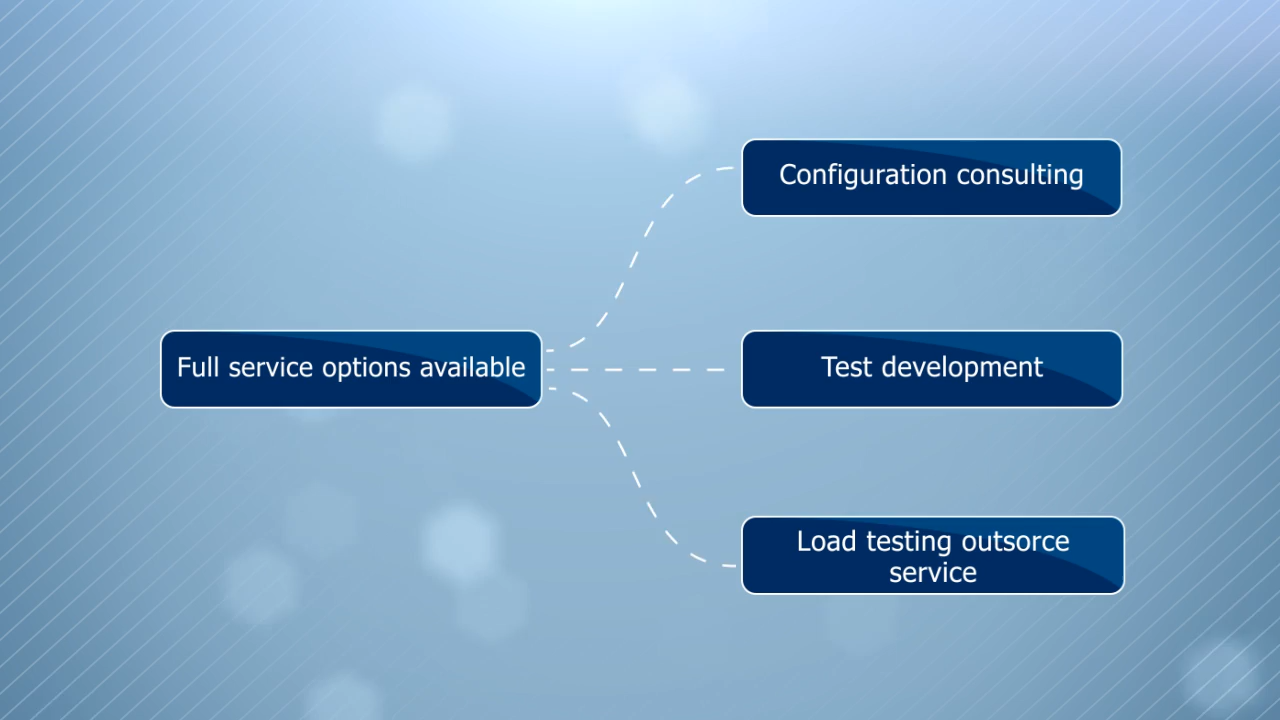 Configuration consulting
Full service options available
Test development
Load testing outsorce
service